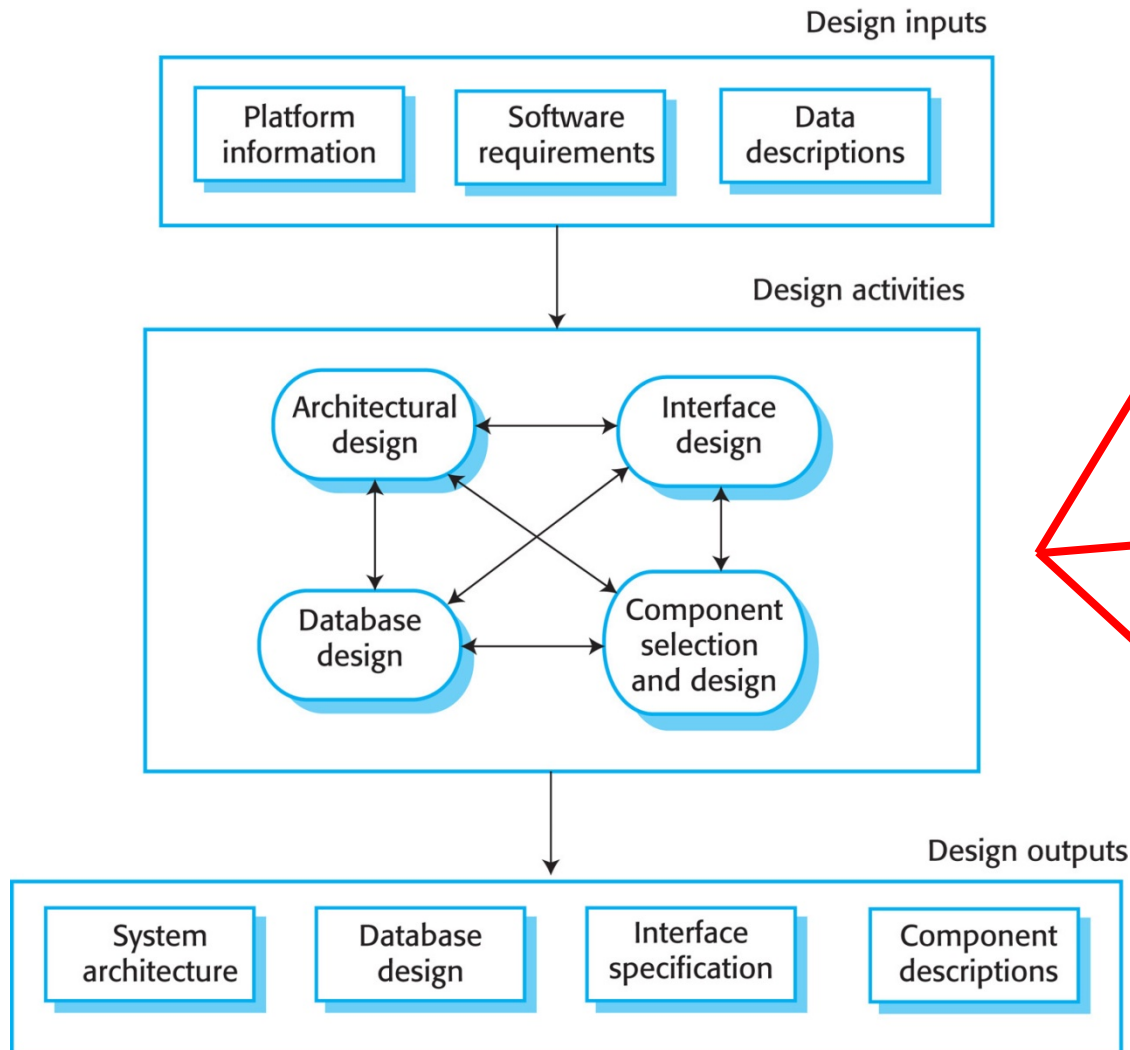 Design inputs
Platform
information
Software
requirements
Data
descriptions
Design activities
Architectural
design
Interface
design
Database
design
Component
selection
and design
Design outputs
System
architecture
Database
design
Interface
specification
Component
descriptions